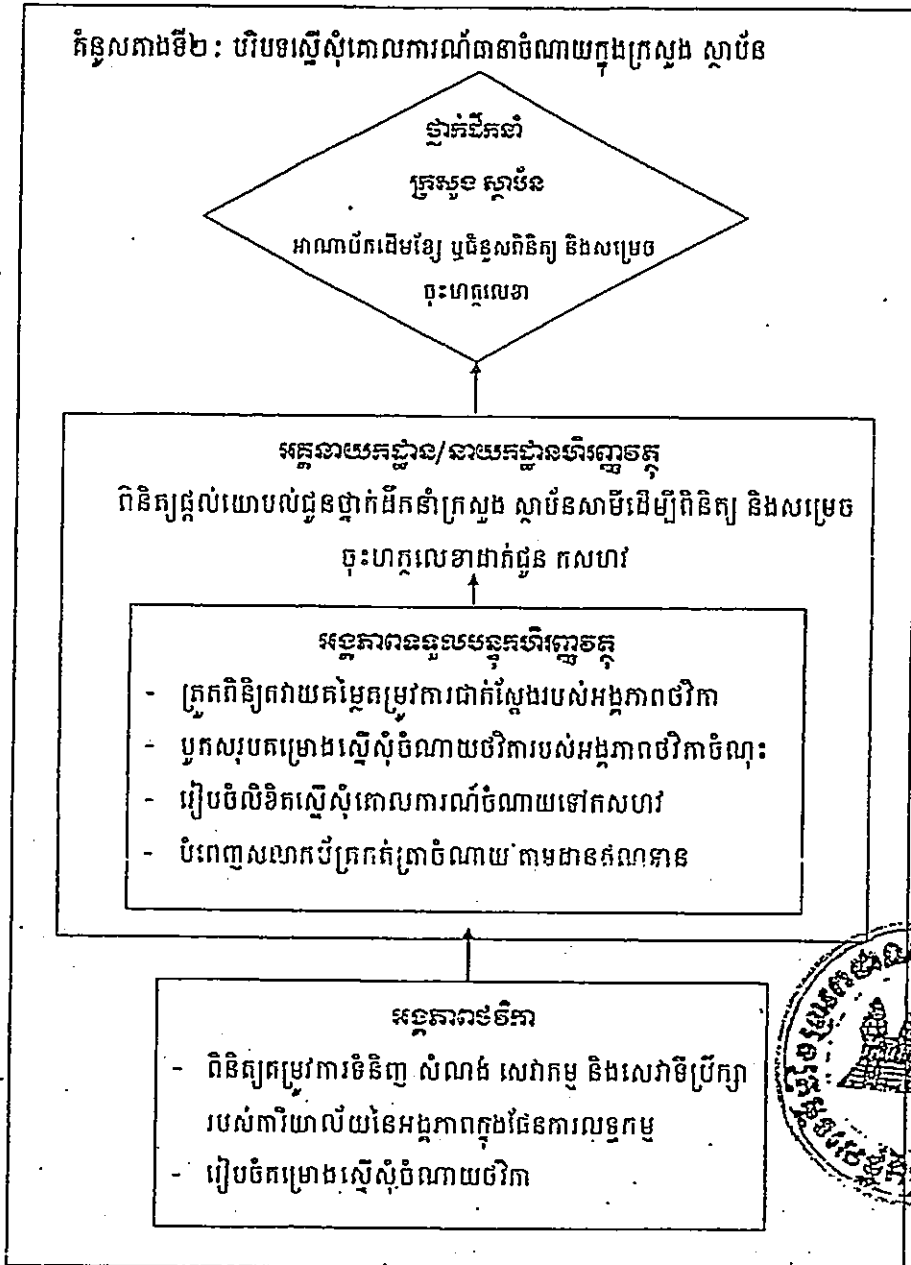 គំនូសតាងទី២: បរិបទស្នើសុំគោលការណ៍ធានាចំណាយក្នុងក្រសួង ស្ថាប័ន
ថ្នាក់ដឹកនាំ
ក្រសួង ស្ថាប័ន
អាណាប័កដើមខ្សែ ឬជំនួសពិនិត្យ និងសម្រេច
ចុះហត្ថលេខា
អគ្គនាយកដ្ឋាន/នាយកដ្ឋានហិរញ្ញវត្ថុ
ពិនិត្យផ្តល់យោបល់ជូនថ្នាក់ដឹកនាំក្រសួង ស្ថាប័នសាមីដើម្បីពិនិត្យ និងសម្រេច
ចុះហត្ថលេខាដាក់ជូន កសហវ
អង្គភាពទទួលបន្ទុកហិរញ្ញវត្ថុ
- ត្រួតពិនិត្យវាយតម្លៃតម្រូវការជាក់ស្តែងរបស់អង្គភាពថវិកា
- បូកសរុបគម្រោងស្នើសុំចំណាយថវិការបស់អង្គភាពថវិកាចំណុះ
- រៀបចំលិខិតស្នើសុំគោលការណ៍ចំណាយទៅកសហវ
- បំពេញសលាកប័ត្រកត់ត្រាចំណាយ តាមដានឥណទាន
អង្គភាពថវិកា
- ពិនិត្យតម្រូវការទំនិញ សំណង់ សេវាកម្ម និងសេវាទីប្រឹក្សា
របស់ការិយាល័យនៃអង្គភាពក្នុងផែនការលទ្ធកម្ម
- រៀបចំគម្រោងស្នើសុំចំណាយថវិកា